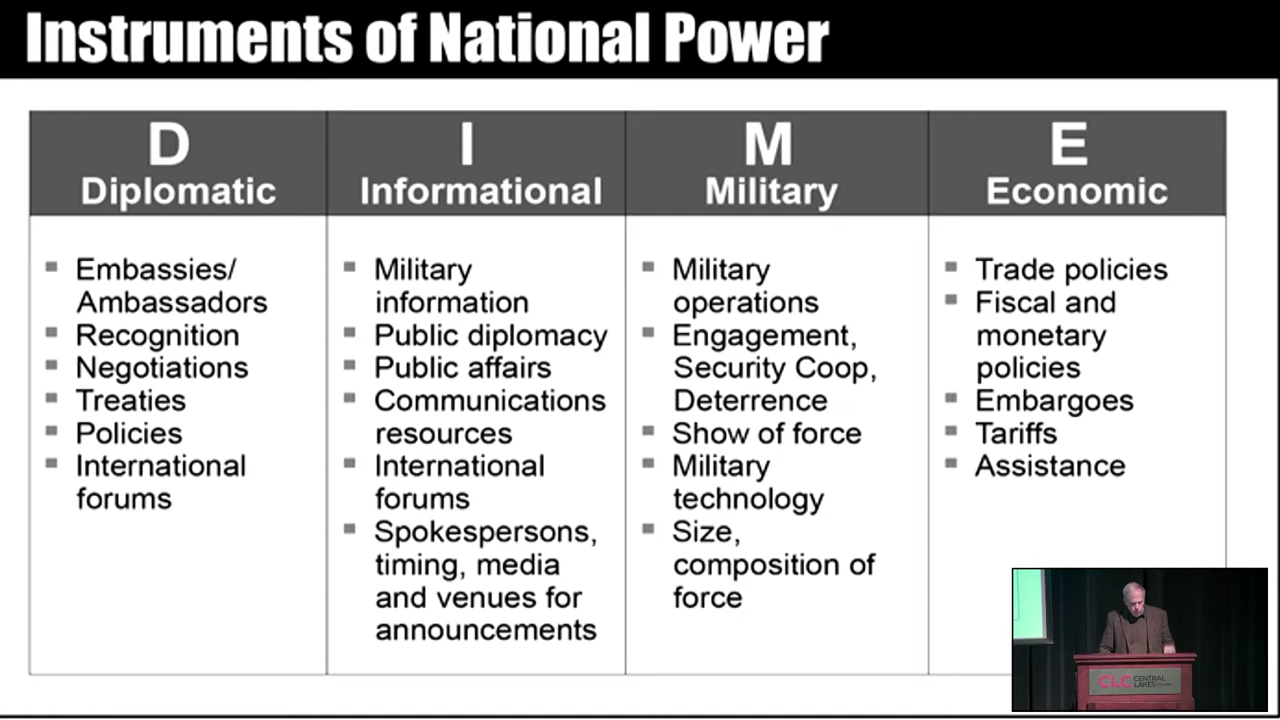 Instruments of National Power
D
Diplomatic
Embassies/
Ambassadors
Recognition
Negotiations
Treaties
Policies
International
forums
I
Informational
Military
information
Public diplomacy
Public affairs
Communications
resources
International
forums
Spokespersons,
timing, media
and venues for
announcements
M
Military
Military
operations
Engagement,
Security Coop,
Deterrence
Show of force
Military
technology
Size,
composition of
force
E
Economic
Trade policies
Fiscal and
monetary
policies
Embargoes
Tariffs
Assistance
CLC
CENTRAL
LAKES